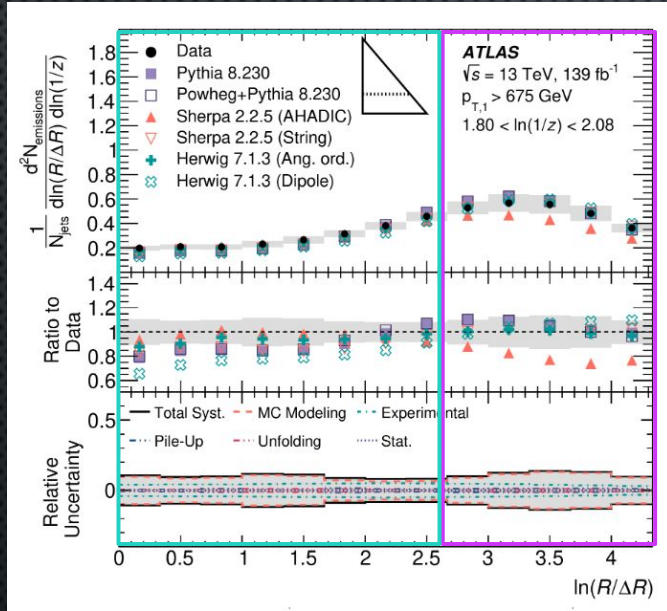 1.8
1.6
1.4
1.2
1.0
0.8
0.6
0.4
0.2
1/N_jets d²N_emissions / dln(R/ΔR) dln(1/z)
Data
Pythia 8.230
Powheg+Pythia 8.230
Sherpa 2.2.5 (AHADIC)
Sherpa 2.2.5 (String)
Herwig 7.1.3 (Ang. ord.)
Herwig 7.1.3 (Dipole)
ATLAS
√s = 13 TeV, 139 fb⁻¹
p_T,1 > 675 GeV
1.80 < ln(1/z) < 2.08
1.4
1.2
1
0.8
0.6
Ratio to
Data
0.5
0
Relative
Uncertainty
Total Syst. MC Modeling Experimental
Pile-Up Unfolding Stat.
0 0.5 1 1.5 2 2.5 3 3.5 4
ln(R/ΔR)